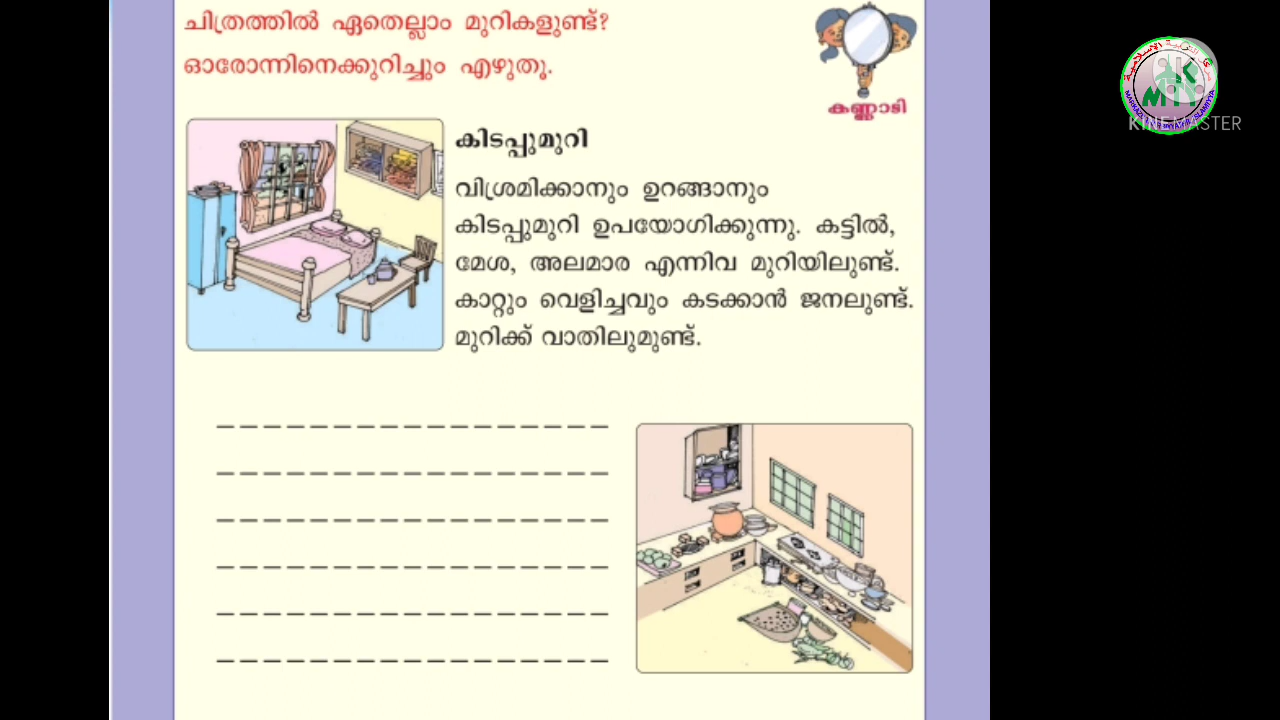 ചിത്രത്തിൽ ഏതെല്ലാം മുറികളുണ്ട്?
ഓരോന്നിനെക്കുറിച്ചും എഴുതൂ.
കണ്ണാടി
കിടപ്പുമുറി
വിശ്രമിക്കാനും ഉറങ്ങാനും
കിടപ്പുമുറി ഉപയോഗിക്കുന്നു. കട്ടിൽ,
മേശ, അലമാര എന്നിവ മുറിയിലുണ്ട്.
കാറ്റും വെളിച്ചവും കടക്കാൻ ജനലുണ്ട്.
മുറിക്ക് വാതിലുമുണ്ട്.
KINEMASTER